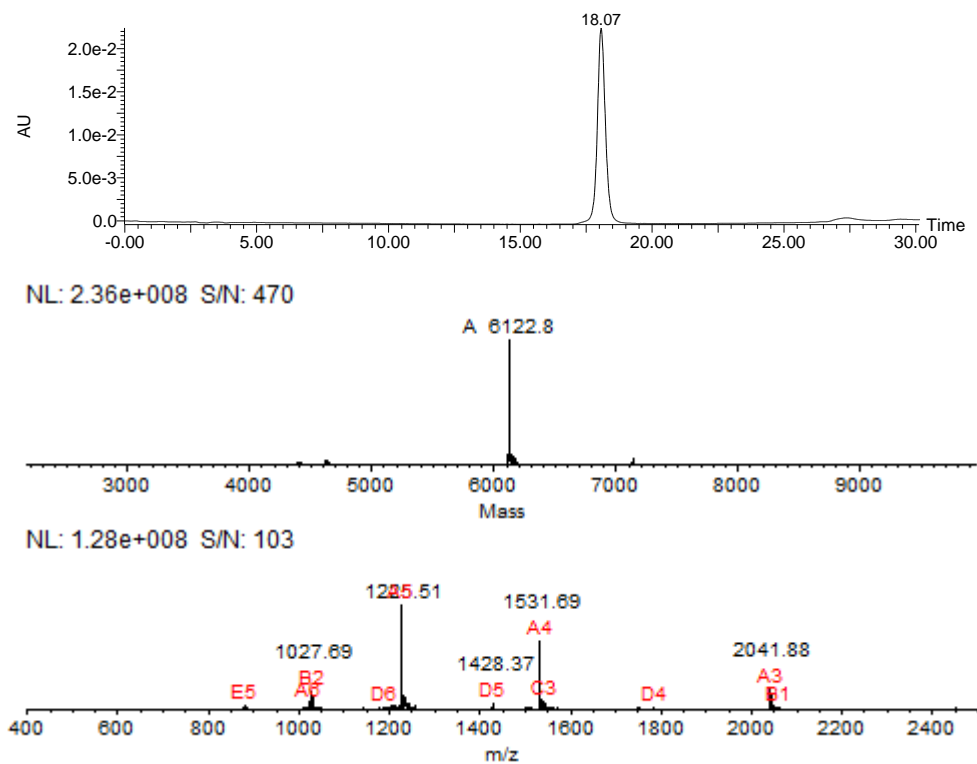 18.07
AU
2.0e-2
1.5e-2
1.0e-2
5.0e-3
0.0
-0.00 5.00 10.00 15.00 20.00 25.00 30.00 Time
NL: 2.36e+008 S/N: 470
A 6122.8
3000 4000 5000 6000 7000 8000 9000
Mass
NL: 1.28e+008 S/N: 103
A5
1531.69
A4
1027.69
1428.37
2041.88
E5 A6 B2 D6 D5 C3 D4 A3 B1
400 600 800 1000 1200 1400 1600 1800 2000 2200 2400
m/z